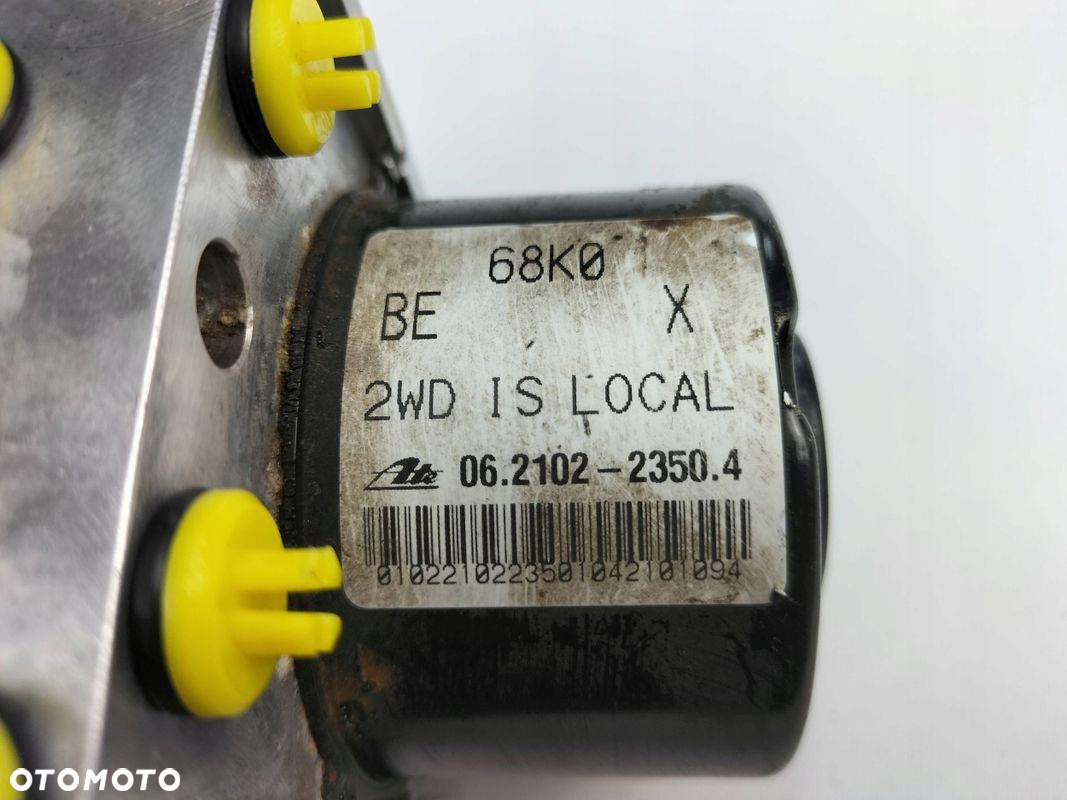 68K0
BE X
2WD IS LOCAL
Ate 06.2102-2350.4
0102210223501042101094
OTOMOTO